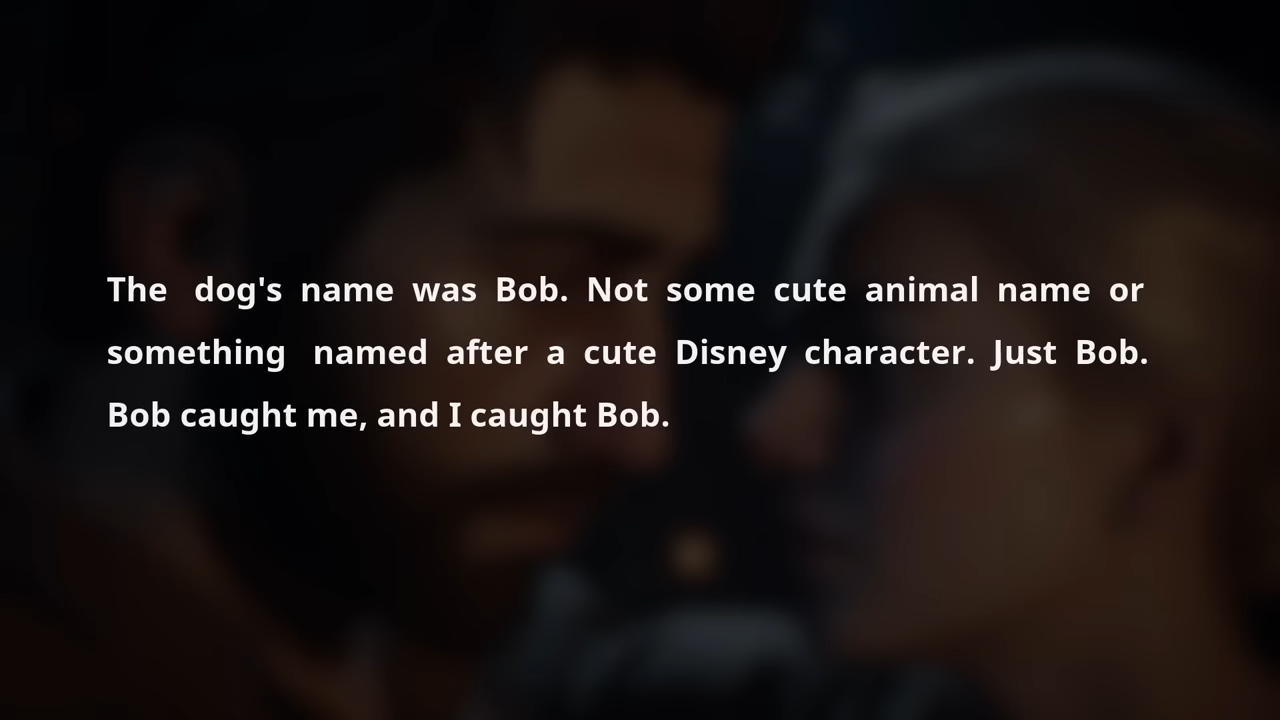 The dog's name was Bob. Not some cute animal name or
something named after a cute Disney character. Just Bob.
Bob caught me, and I caught Bob.